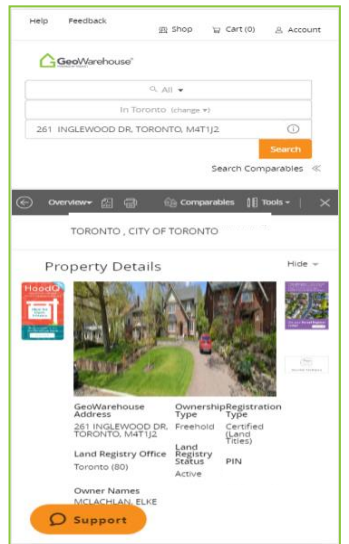 Help Feedback
Shop Cart (0) Account
GeoWarehouse®
All
In Toronto (change)
261 INGLEWOOD DR, TORONTO, M4T1J2
Search
Search Comparables
Overview Comparables Tools
TORONTO , CITY OF TORONTO
Property Details Hide
HoodQ
GeoWarehouse Address
261 INGLEWOOD DR, TORONTO, M4T1J2
Ownership Type
Freehold
Registration Type
Certified (Land Titles)
Land Registry Office
Toronto (80)
Land Registry Status
Active
PIN
Owner Names
MCLACHLAN, ELKE
Support